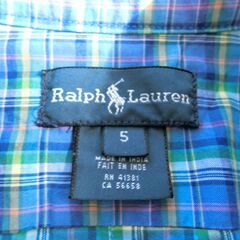 Ralph Lauren
5
MADE IN INDIA
FAIT EN INDE
RN 41381
CA 56658